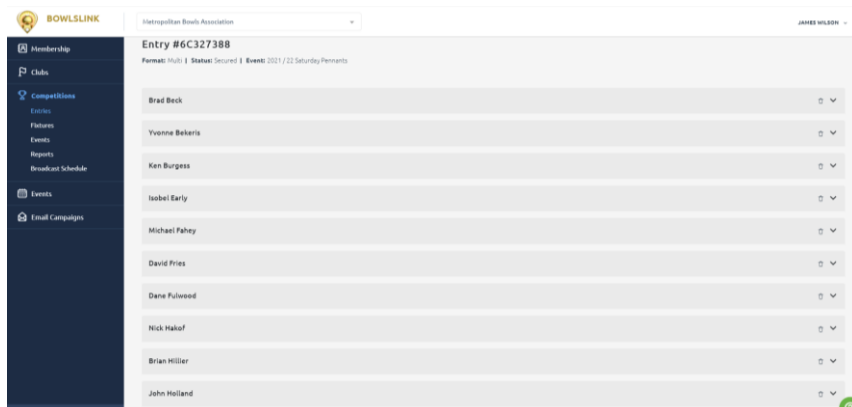 BOWLSLINK
Metropolitan Bowls Association
JAMES WILSON
Membership
Clubs
Competitions
Entries
Fixtures
Events
Reports
Broadcast Schedule
Events
Email Campaigns
Entry #6C327388
Format: Multi | Status: Secured | Event: 2021 / 22 Saturday Pennants
Brad Beck
Yvonne Bekeris
Ken Burgess
Isobel Early
Michael Fahey
David Fries
Dane Fulwood
Nick Hakof
Brian Hillier
John Holland